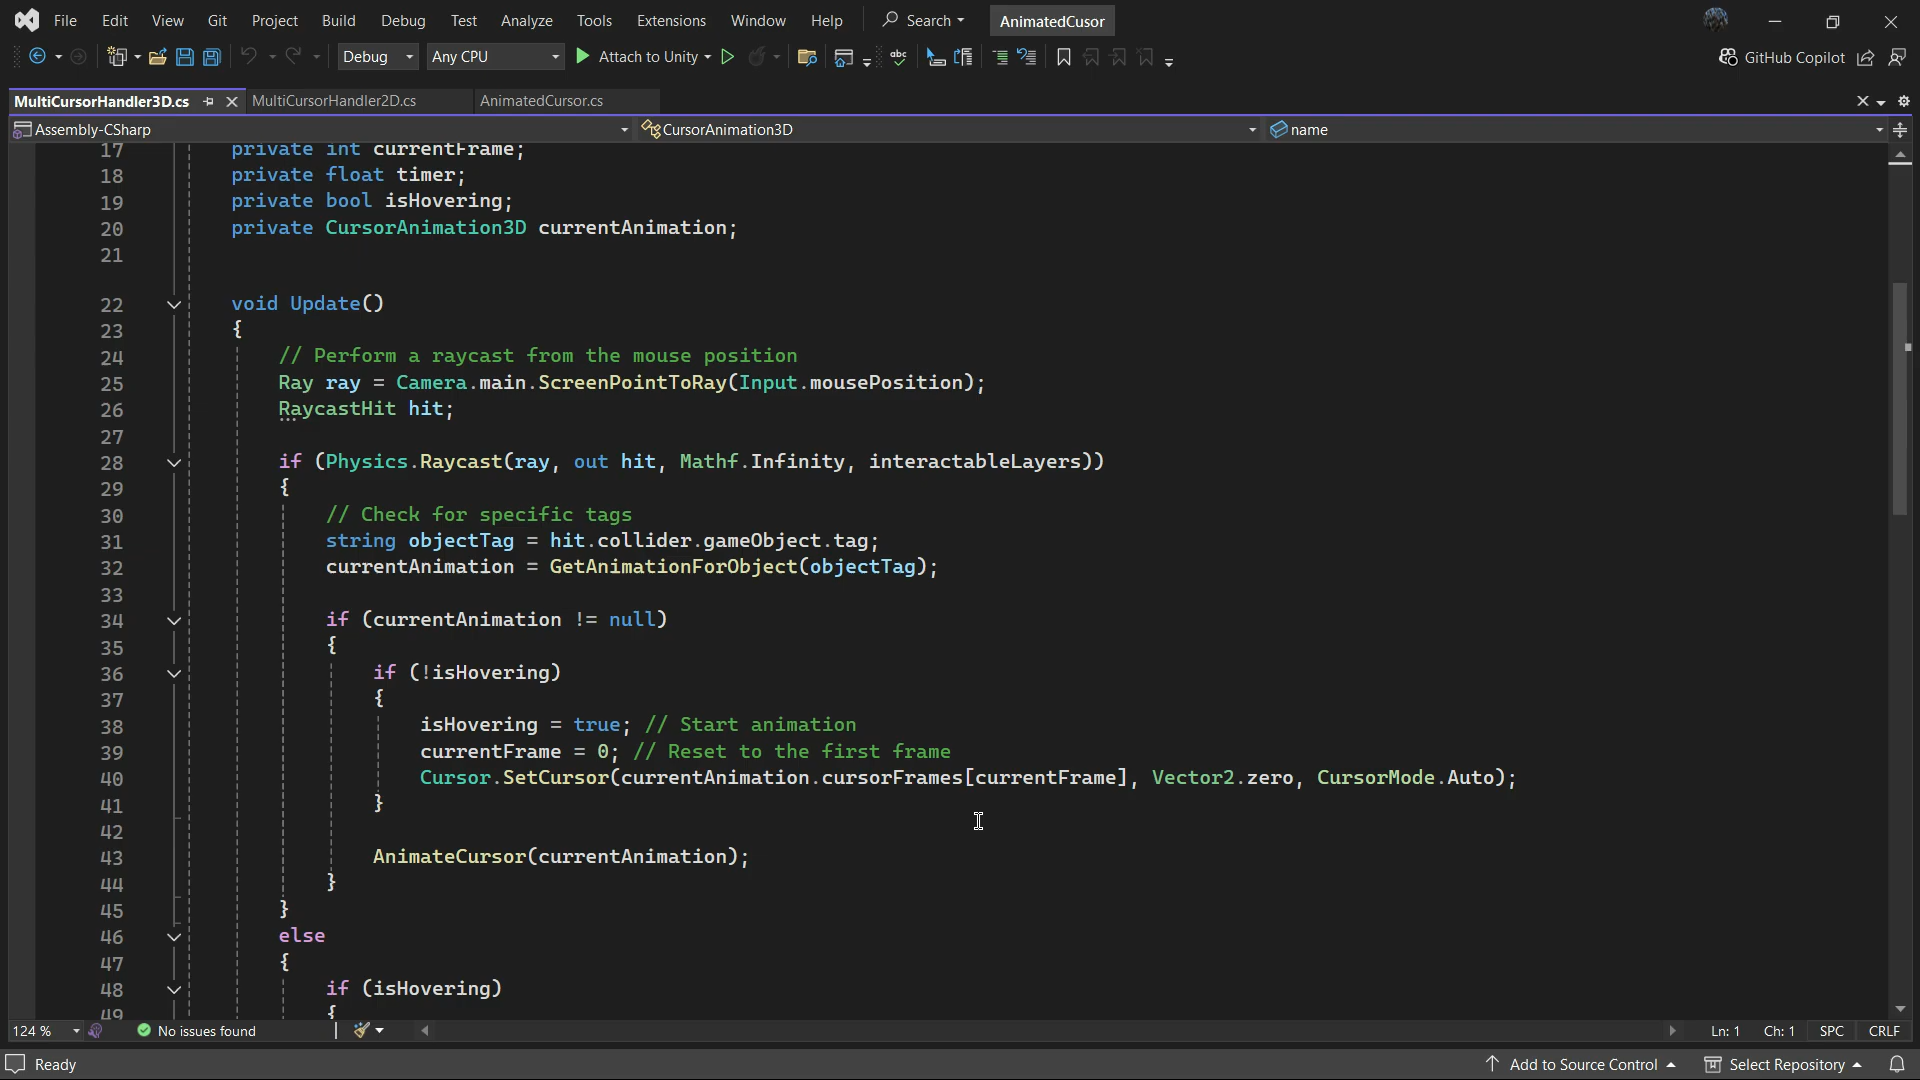 File Edit View Git Project Build Debug Test Analyze Tools Extensions Window Help Search AnimatedCusor
Debug Any CPU Attach to Unity abc GitHub Copilot
MultiCursorHandler3D.cs MultiCursorHandler2D.cs AnimatedCursor.cs
Assembly-CSharp CursorAnimation3D name
17 private int currentFrame;
18 private float timer;
19 private bool isHovering;
20 private CursorAnimation3D currentAnimation;
21
22 void Update()
23 {
24 // Perform a raycast from the mouse position
25 Ray ray = Camera.main.ScreenPointToRay(Input.mousePosition);
26 RaycastHit hit;
27
28 if (Physics.Raycast(ray, out hit, Mathf.Infinity, interactableLayers))
29 {
30 // Check for specific tags
31 string objectTag = hit.collider.gameObject.tag;
32 currentAnimation = GetAnimationForObject(objectTag);
33
34 if (currentAnimation != null)
35 {
36 if (!isHovering)
37 {
38 isHovering = true; // Start animation
39 currentFrame = 0; // Reset to the first frame
40 Cursor.SetCursor(currentAnimation.cursorFrames[currentFrame], Vector2.zero, CursorMode.Auto);
41 }
42
43 AnimateCursor(currentAnimation);
44 }
45 }
46 else
47 {
48 if (isHovering)
49 {
124 % No issues found Ln: 1 Ch: 1 SPC CRLF
Ready Add to Source Control Select Repository